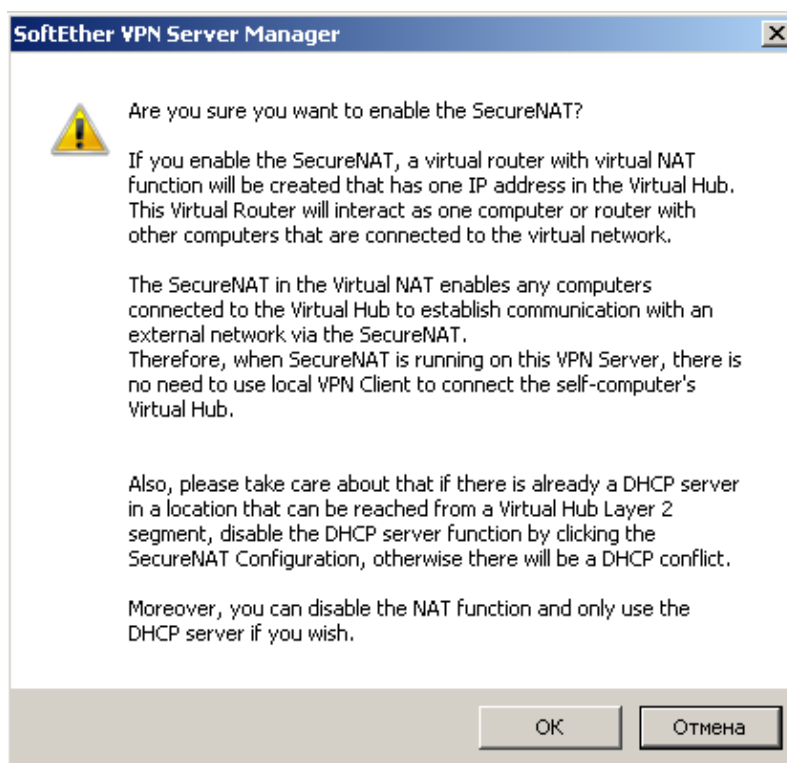 SoftEther VPN Server Manager
Are you sure you want to enable the SecureNAT?
If you enable the SecureNAT, a virtual router with virtual NAT
function will be created that has one IP address in the Virtual Hub.
This Virtual Router will interact as one computer or router with
other computers that are connected to the virtual network.
The SecureNAT in the Virtual NAT enables any computers
connected to the Virtual Hub to establish communication with an
external network via the SecureNAT.
Therefore, when SecureNAT is running on this VPN Server, there is
no need to use local VPN Client to connect the self-computer's
Virtual Hub.
Also, please take care about that if there is already a DHCP server
in a location that can be reached from a Virtual Hub Layer 2
segment, disable the DHCP server function by clicking the
SecureNAT Configuration, otherwise there will be a DHCP conflict.
Moreover, you can disable the NAT function and only use the
DHCP server if you wish.
ОК
Отмена